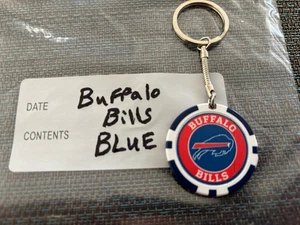 DATE
CONTENTS
Buffalo
Bills
BLUE
BUFFALO
BILLS